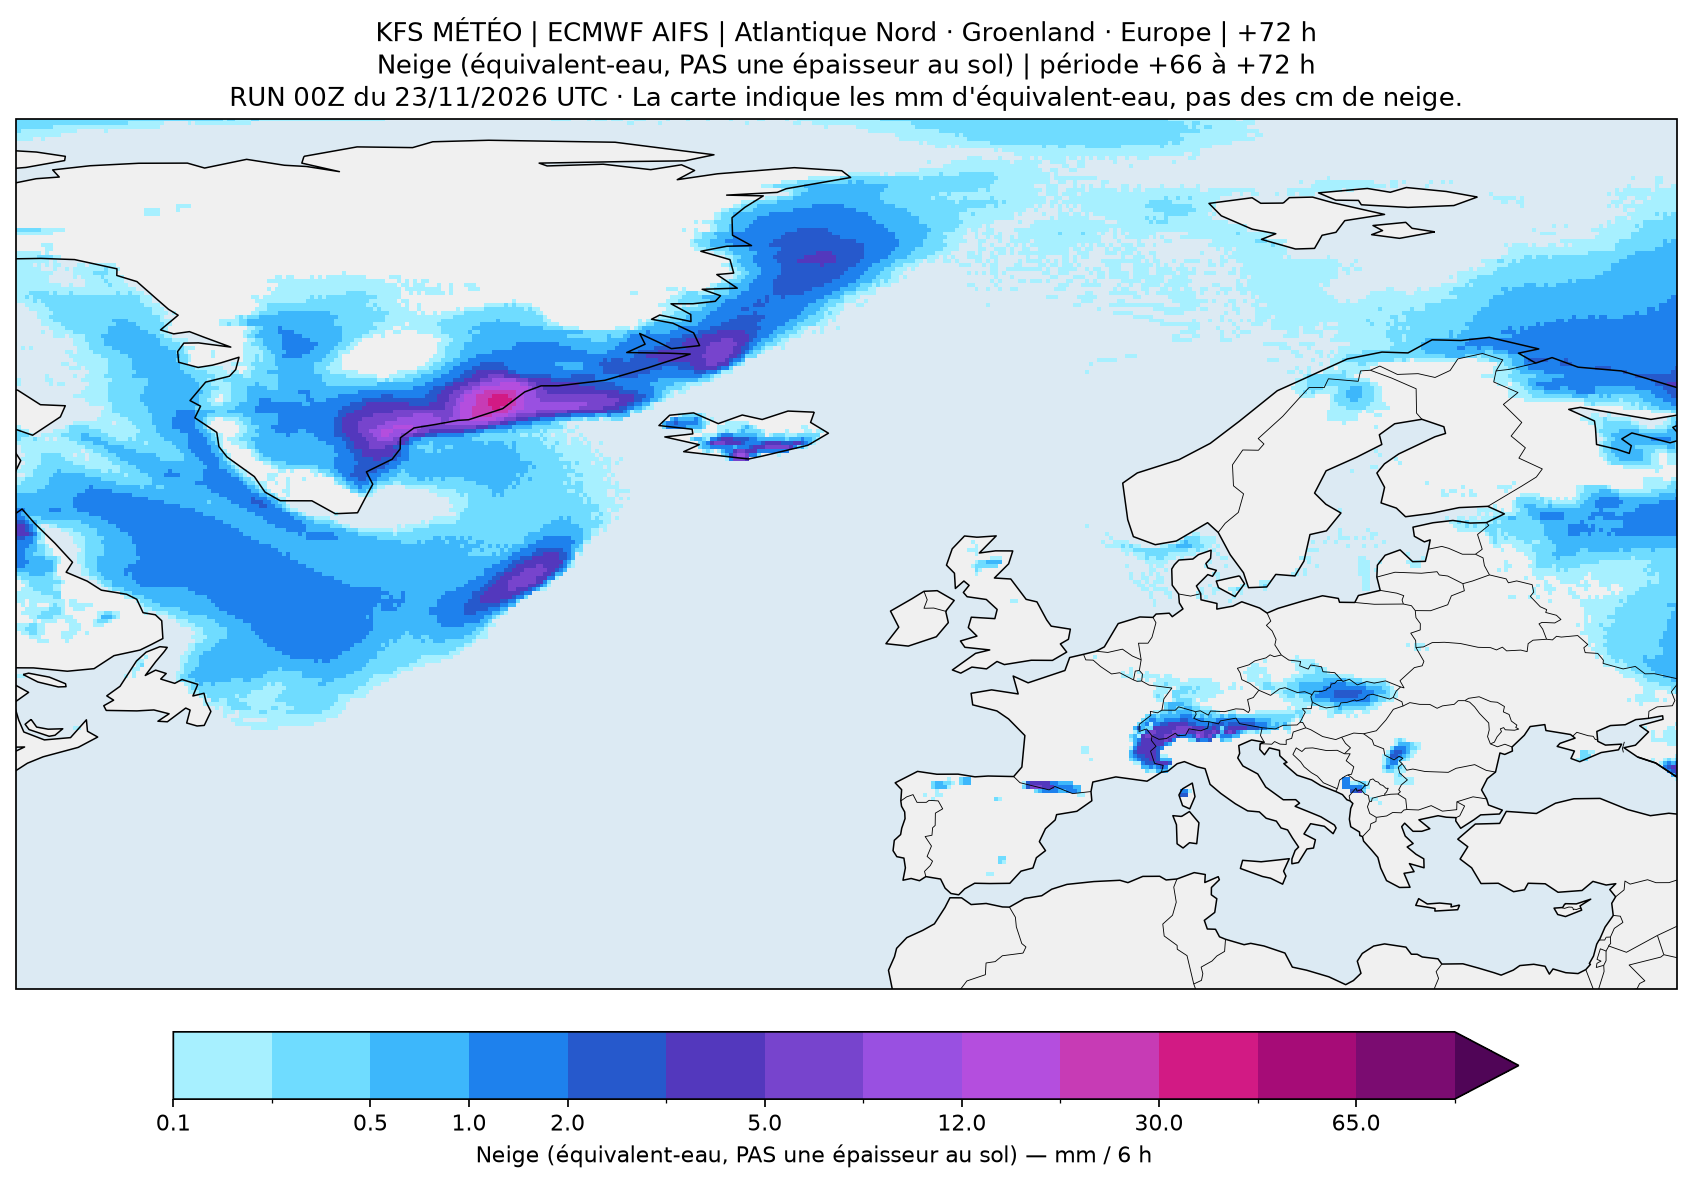 KFS MÉTÉO | ECMWF AIFS | Atlantique Nord · Groenland · Europe | +72 h
Neige (équivalent-eau, PAS une épaisseur au sol) | période +66 à +72 h
RUN 00Z du 23/11/2026 UTC · La carte indique les mm d'équivalent-eau, pas des cm de neige.
0.1 0.5 1.0 2.0 5.0 12.0 30.0 65.0
Neige (équivalent-eau, PAS une épaisseur au sol) — mm / 6 h